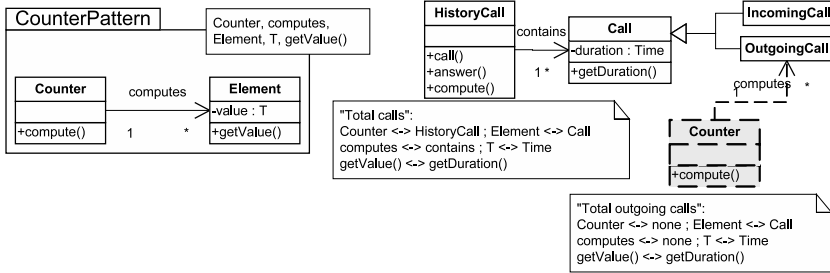 CounterPattern
Counter, computes,
Element, T, getValue()
Counter
+compute()
computes
1
*
Element
-value : T
+getValue()
HistoryCall
+call()
+answer()
+compute()
contains
1
*
Call
-duration : Time
+getDuration()
IncomingCall
OutgoingCall
computes
1
*
Counter
+compute()
"Total calls":
Counter <-> HistoryCall ; Element <-> Call
computes <-> contains ; T <-> Time
getValue() <-> getDuration()
"Total outgoing calls":
Counter <-> none ; Element <-> Call
computes <-> none ; T <-> Time
getValue() <-> getDuration()